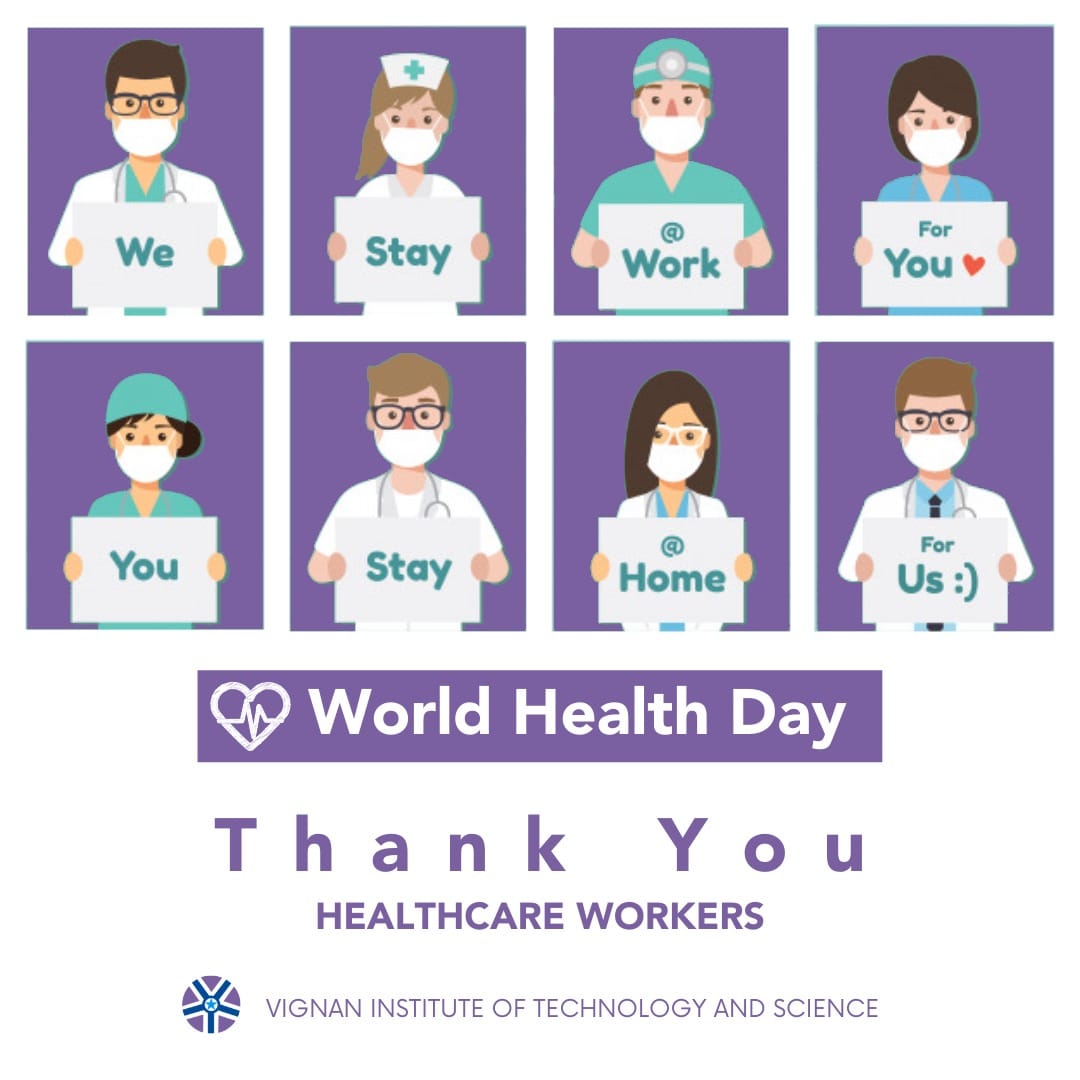 We
Stay
@
Work
For
You
You
Stay
@
Home
For
Us :)
World Health Day
Thank You
HEALTHCARE WORKERS
VIGNAN INSTITUTE OF TECHNOLOGY AND SCIENCE